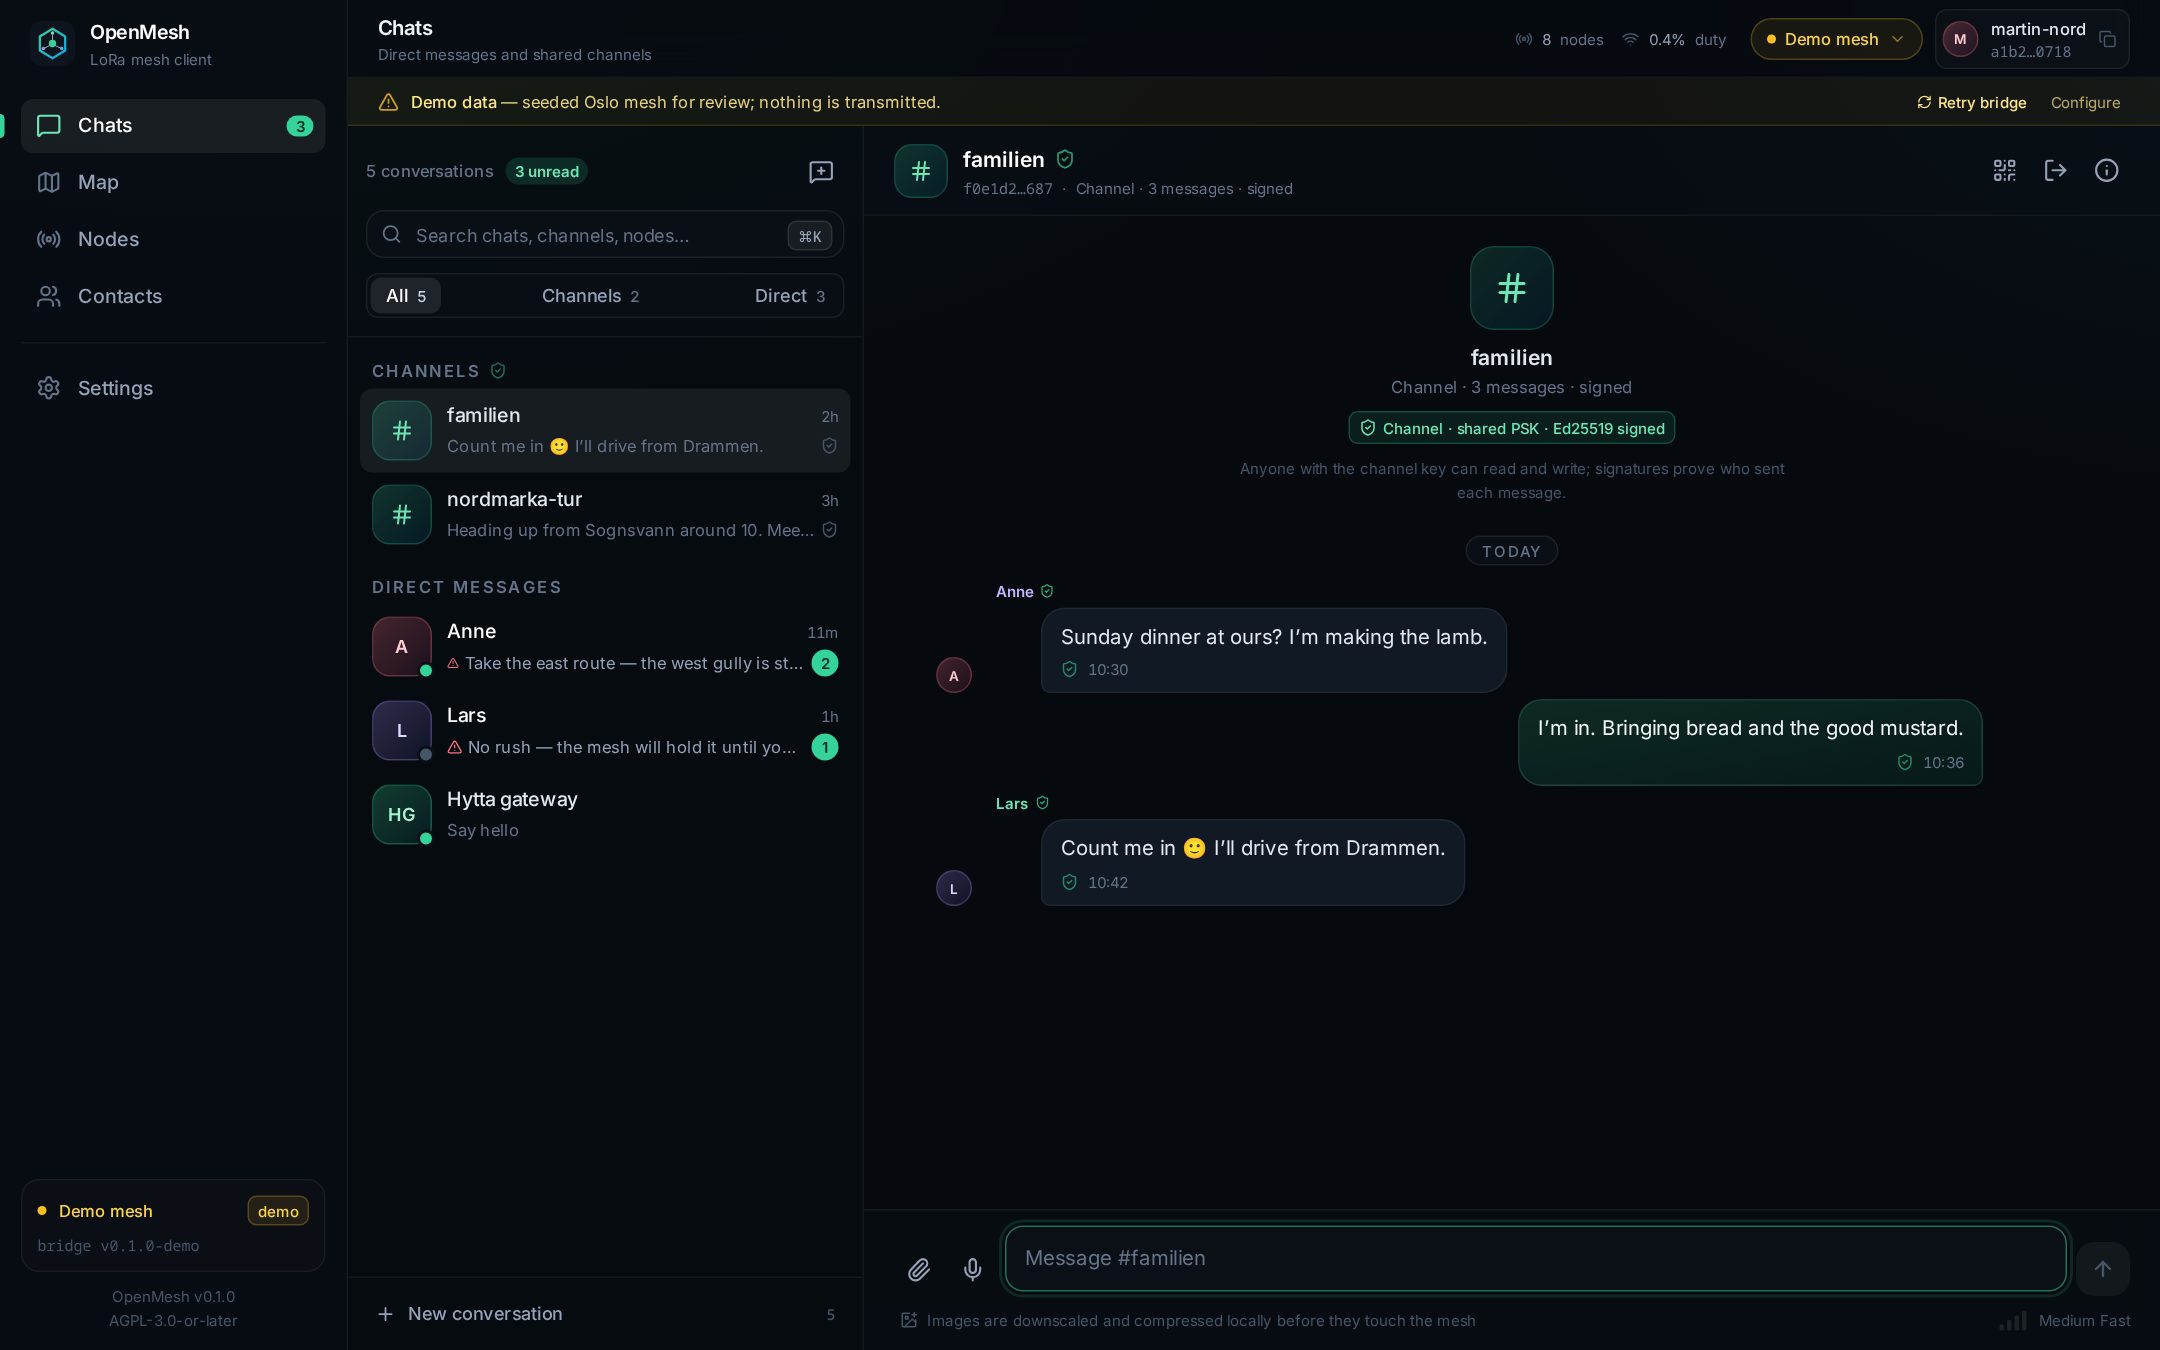 OpenMesh
LoRa mesh client
Chats
3
Map
Nodes
Contacts
Settings
Demo mesh
demo
bridge v0.1.0-demo
OpenMesh v0.1.0
AGPL-3.0-or-later
Chats
Direct messages and shared channels
8 nodes
0.4% duty
Demo mesh
M
martin-nord
a1b2…0718
Demo data — seeded Oslo mesh for review; nothing is transmitted.
Retry bridge
Configure
5 conversations
3 unread
Search chats, channels, nodes…
⌘K
All 5
Channels 2
Direct 3
CHANNELS
#
familien
2h
Count me in 🙂 I’ll drive from Drammen.
#
nordmarka-tur
3h
Heading up from Sognsvann around 10. Mee…
DIRECT MESSAGES
A
Anne
11m
Take the east route — the west gully is st…
2
L
Lars
1h
No rush — the mesh will hold it until yo…
1
HG
Hytta gateway
Say hello
New conversation
5
#
familien
f0e1d2…687 · Channel · 3 messages · signed
#
familien
Channel · 3 messages · signed
Channel · shared PSK · Ed25519 signed
Anyone with the channel key can read and write; signatures prove who sent
each message.
TODAY
Anne
Sunday dinner at ours? I’m making the lamb.
A
10:30
I’m in. Bringing bread and the good mustard.
10:36
Lars
Count me in 🙂 I’ll drive from Drammen.
L
10:42
Message #familien
Images are downscaled and compressed locally before they touch the mesh
Medium Fast